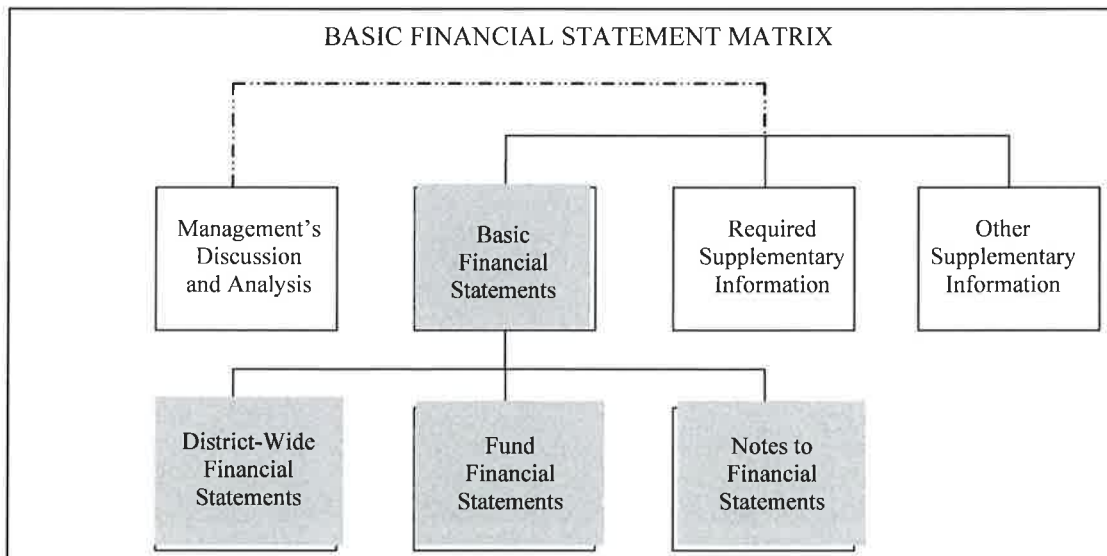 BASIC FINANCIAL STATEMENT MATRIX
Management's
Discussion
and Analysis
Basic
Financial
Statements
Required
Supplementary
Information
Other
Supplementary
Information
District-Wide
Financial
Statements
Fund
Financial
Statements
Notes to
Financial
Statements